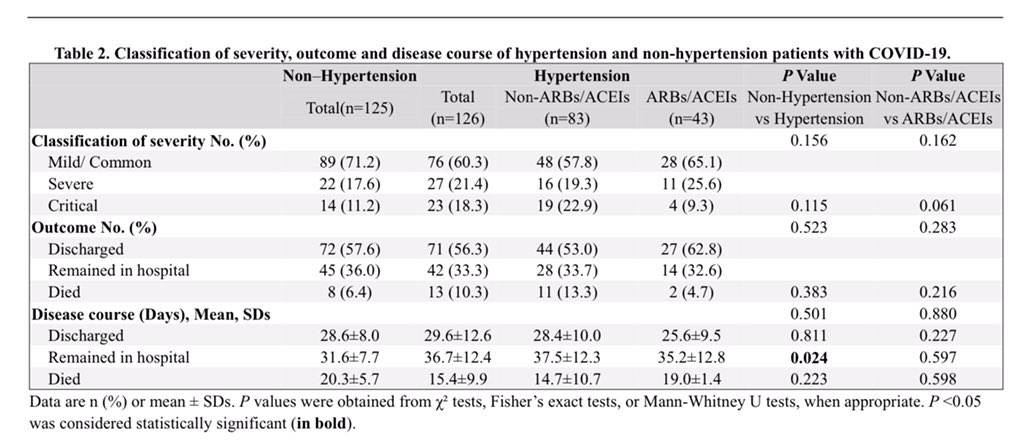 Table 2. Classification of severity, outcome and disease course of hypertension and non-hypertension patients with COVID-19.
Non–Hypertension Hypertension P Value P Value
Total(n=125) Total (n=126) Non-ARBs/ACEIs (n=83) ARBs/ACEIs (n=43) Non-Hypertension vs Hypertension Non-ARBs/ACEIs vs ARBs/ACEIs
Classification of severity No. (%) 0.156 0.162
Mild/ Common 89 (71.2) 76 (60.3) 48 (57.8) 28 (65.1)
Severe 22 (17.6) 27 (21.4) 16 (19.3) 11 (25.6)
Critical 14 (11.2) 23 (18.3) 19 (22.9) 4 (9.3) 0.115 0.061
Outcome No. (%) 0.523 0.283
Discharged 72 (57.6) 71 (56.3) 44 (53.0) 27 (62.8)
Remained in hospital 45 (36.0) 42 (33.3) 28 (33.7) 14 (32.6)
Died 8 (6.4) 13 (10.3) 11 (13.3) 2 (4.7) 0.383 0.216
Disease course (Days), Mean, SDs 0.501 0.880
Discharged 28.6±8.0 29.6±12.6 28.4±10.0 25.6±9.5 0.811 0.227
Remained in hospital 31.6±7.7 36.7±12.4 37.5±12.3 35.2±12.8 0.024 0.597
Died 20.3±5.7 15.4±9.9 14.7±10.7 19.0±1.4 0.223 0.598
Data are n (%) or mean ± SDs. P values were obtained from χ² tests, Fisher's exact tests, or Mann-Whitney U tests, when appropriate. P <0.05
was considered statistically significant (in bold).